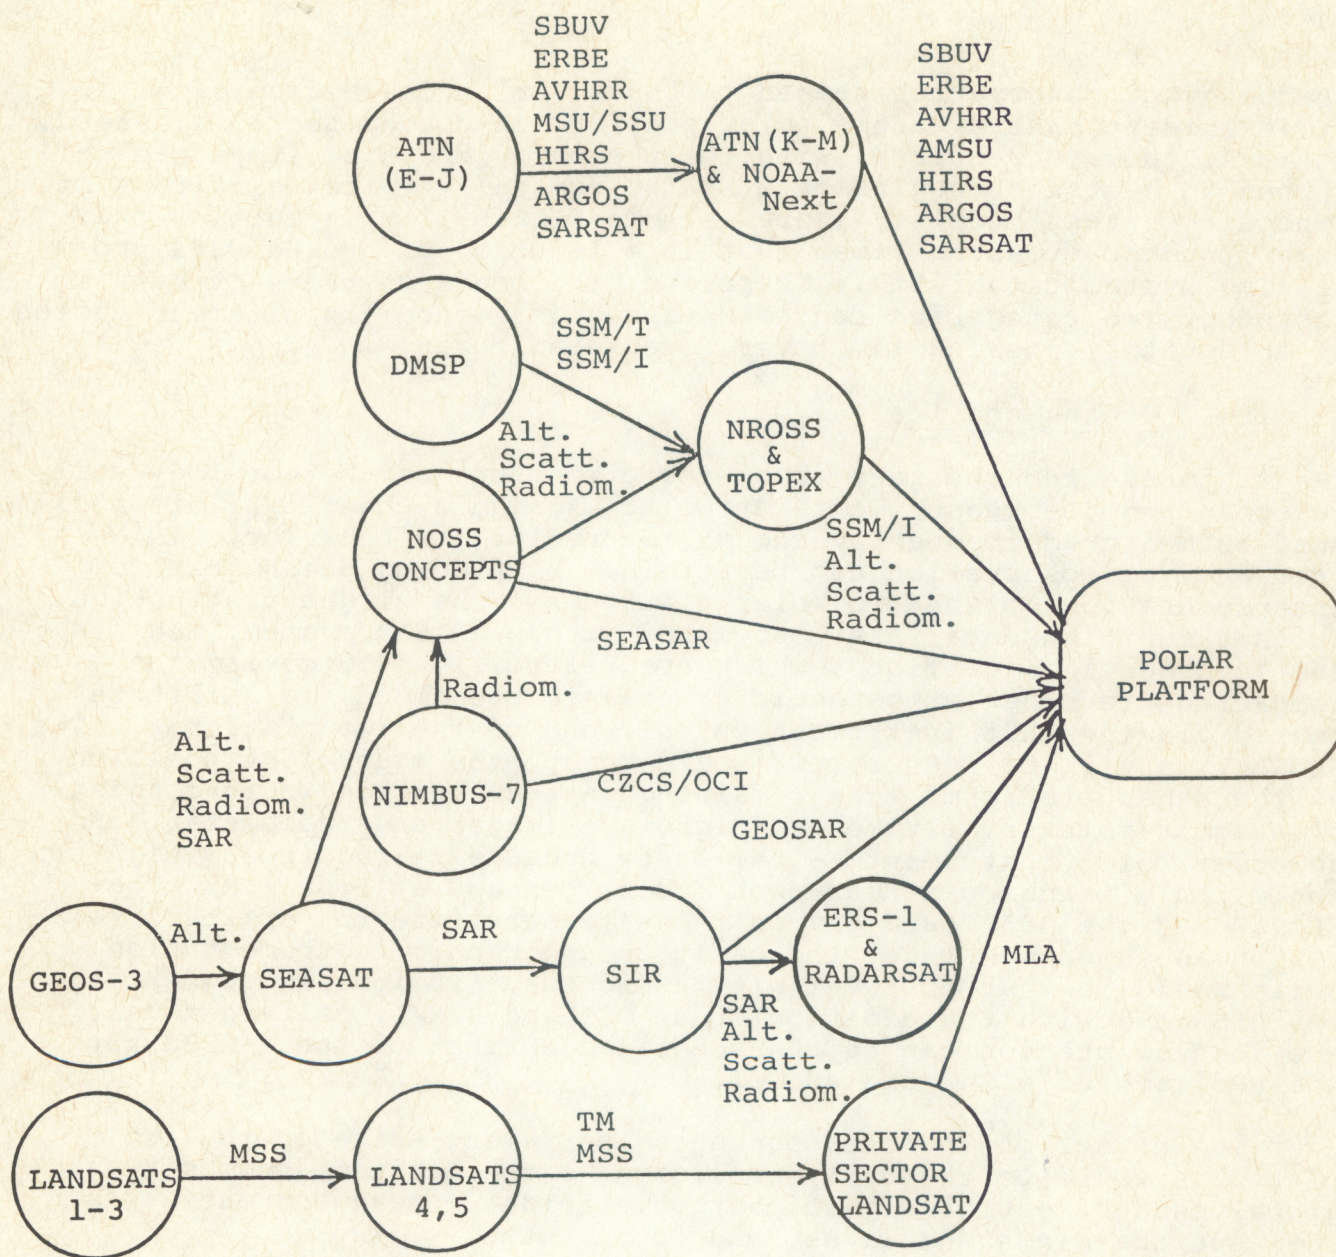 SBUV
ERBE
AVHRR
MSU/SSU
HIRS
ARGOS
SARSAT
ATN
(E-J)
ATN(K-M)
& NOAA-
Next
SBUV
ERBE
AVHRR
AMSU
HIRS
ARGOS
SARSAT
DMSP
SSM/T
SSM/I
Alt.
Scatt.
Radiom.
NROSS
&
TOPEX
NOSS
CONCEPTS
SSM/I
Alt.
Scatt.
Radiom.
SEASAR
POLAR
PLATFORM
Radiom.
Alt.
Scatt.
Radiom.
SAR
NIMBUS-7
CZCS/OCI
GEOSAR
GEOS-3
Alt.
SEASAT
SAR
SIR
ERS-1
&
RADARSAT
MLA
SAR
Alt.
Scatt.
Radiom.
LANDSATS
1-3
MSS
LANDSATS
4,5
TM
MSS
PRIVATE
SECTOR
LANDSAT